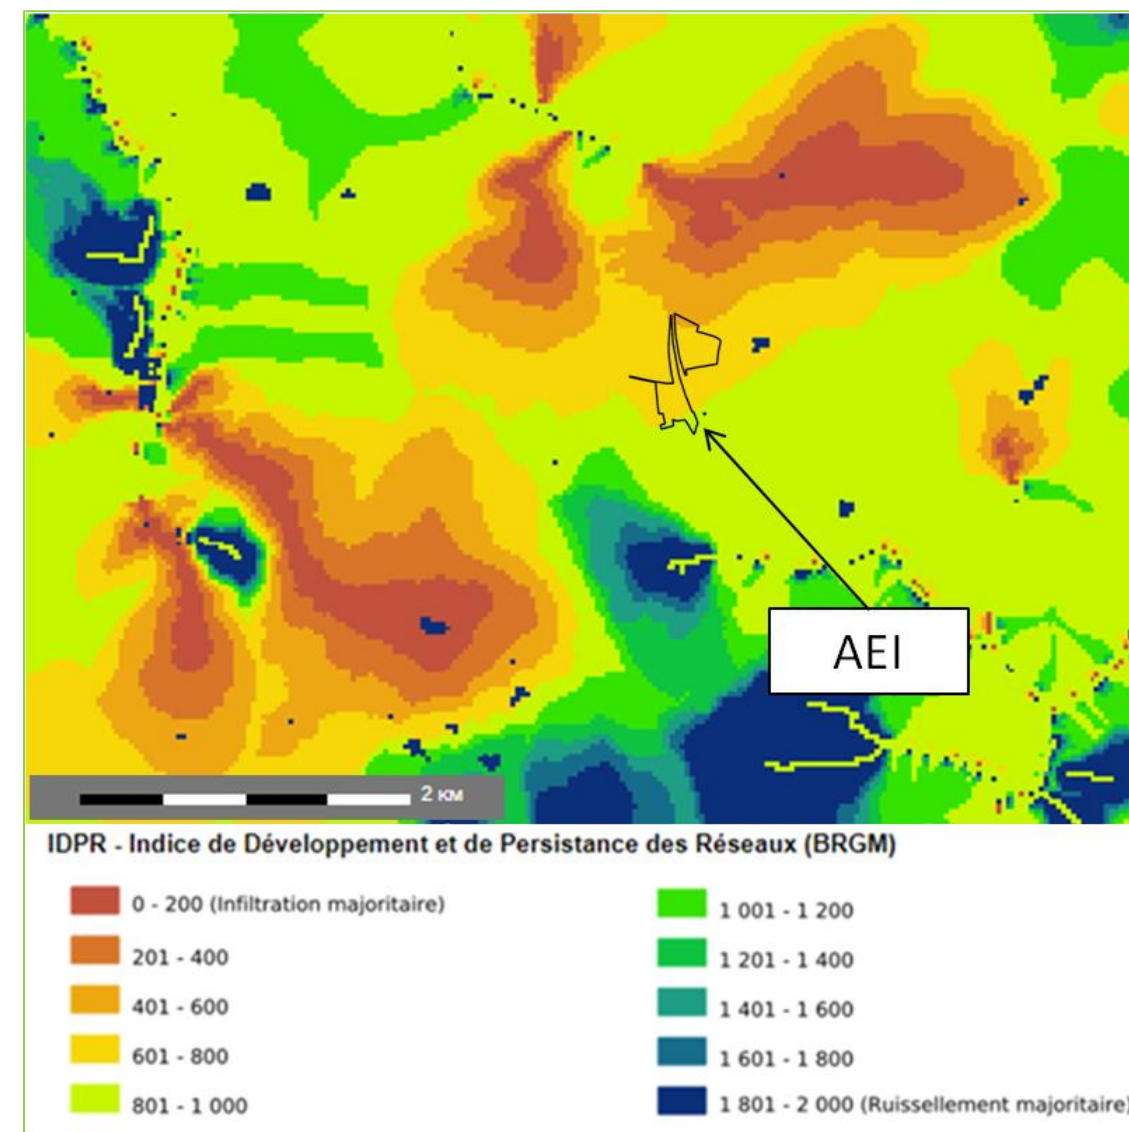 AEI
2 KM
IDPR - Indice de Développement et de Persistance des Réseaux (BRGM)
0 - 200 (Infiltration majoritaire)
201 - 400
401 - 600
601 - 800
801 - 1 000
1 001 - 1 200
1 201 - 1 400
1 401 - 1 600
1 601 - 1 800
1 801 - 2 000 (Ruissellement majoritaire)